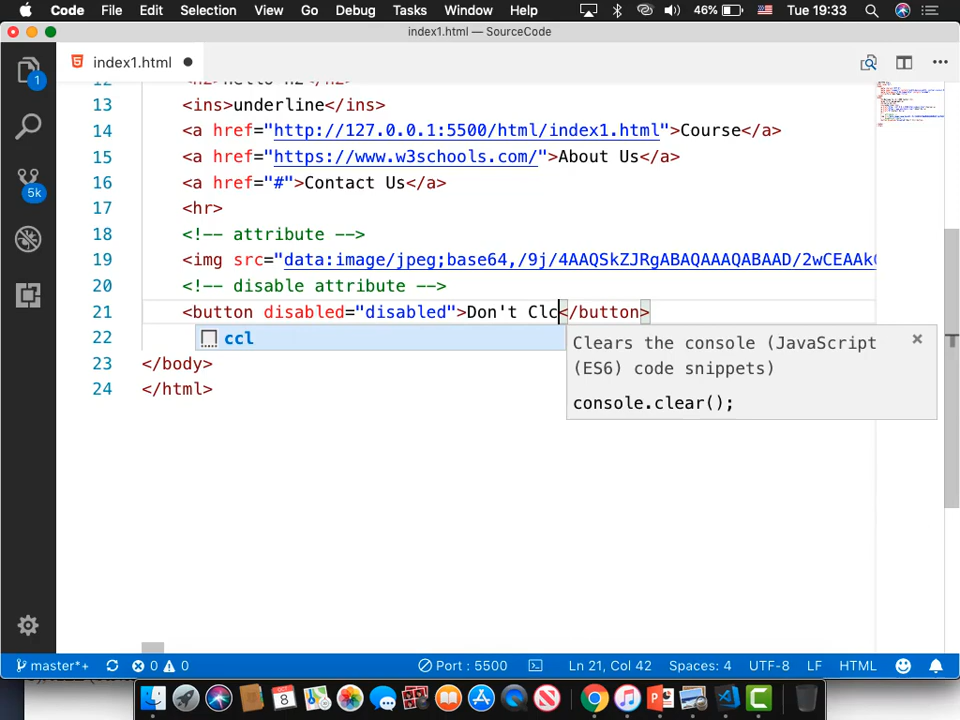 Code File Edit Selection View Go Debug Tasks Window Help 46% Tue 19:33
index1.html — SourceCode
1 index1.html
13 <ins>underline</ins>
14 <a href="http://127.0.0.1:5500/html/index1.html">Course</a>
15 <a href="https://www.w3schools.com/">About Us</a>
16 <a href="#">Contact Us</a>
17 <hr>
18 <!-- attribute -->
19 <img src="data:image/jpeg;base64,/9j/4AAQSkZJRgABAQAAAQABAAD/2wCEAAk
20 <!-- disable attribute -->
21 <button disabled="disabled">Don't Clc</button>
22
ccl
Clears the console (JavaScript
(ES6) code snippets)
console.clear();
23 </body>
24 </html>
5k
master*+ 0 0 Port : 5500 Ln 21, Col 42 Spaces: 4 UTF-8 LF HTML
8